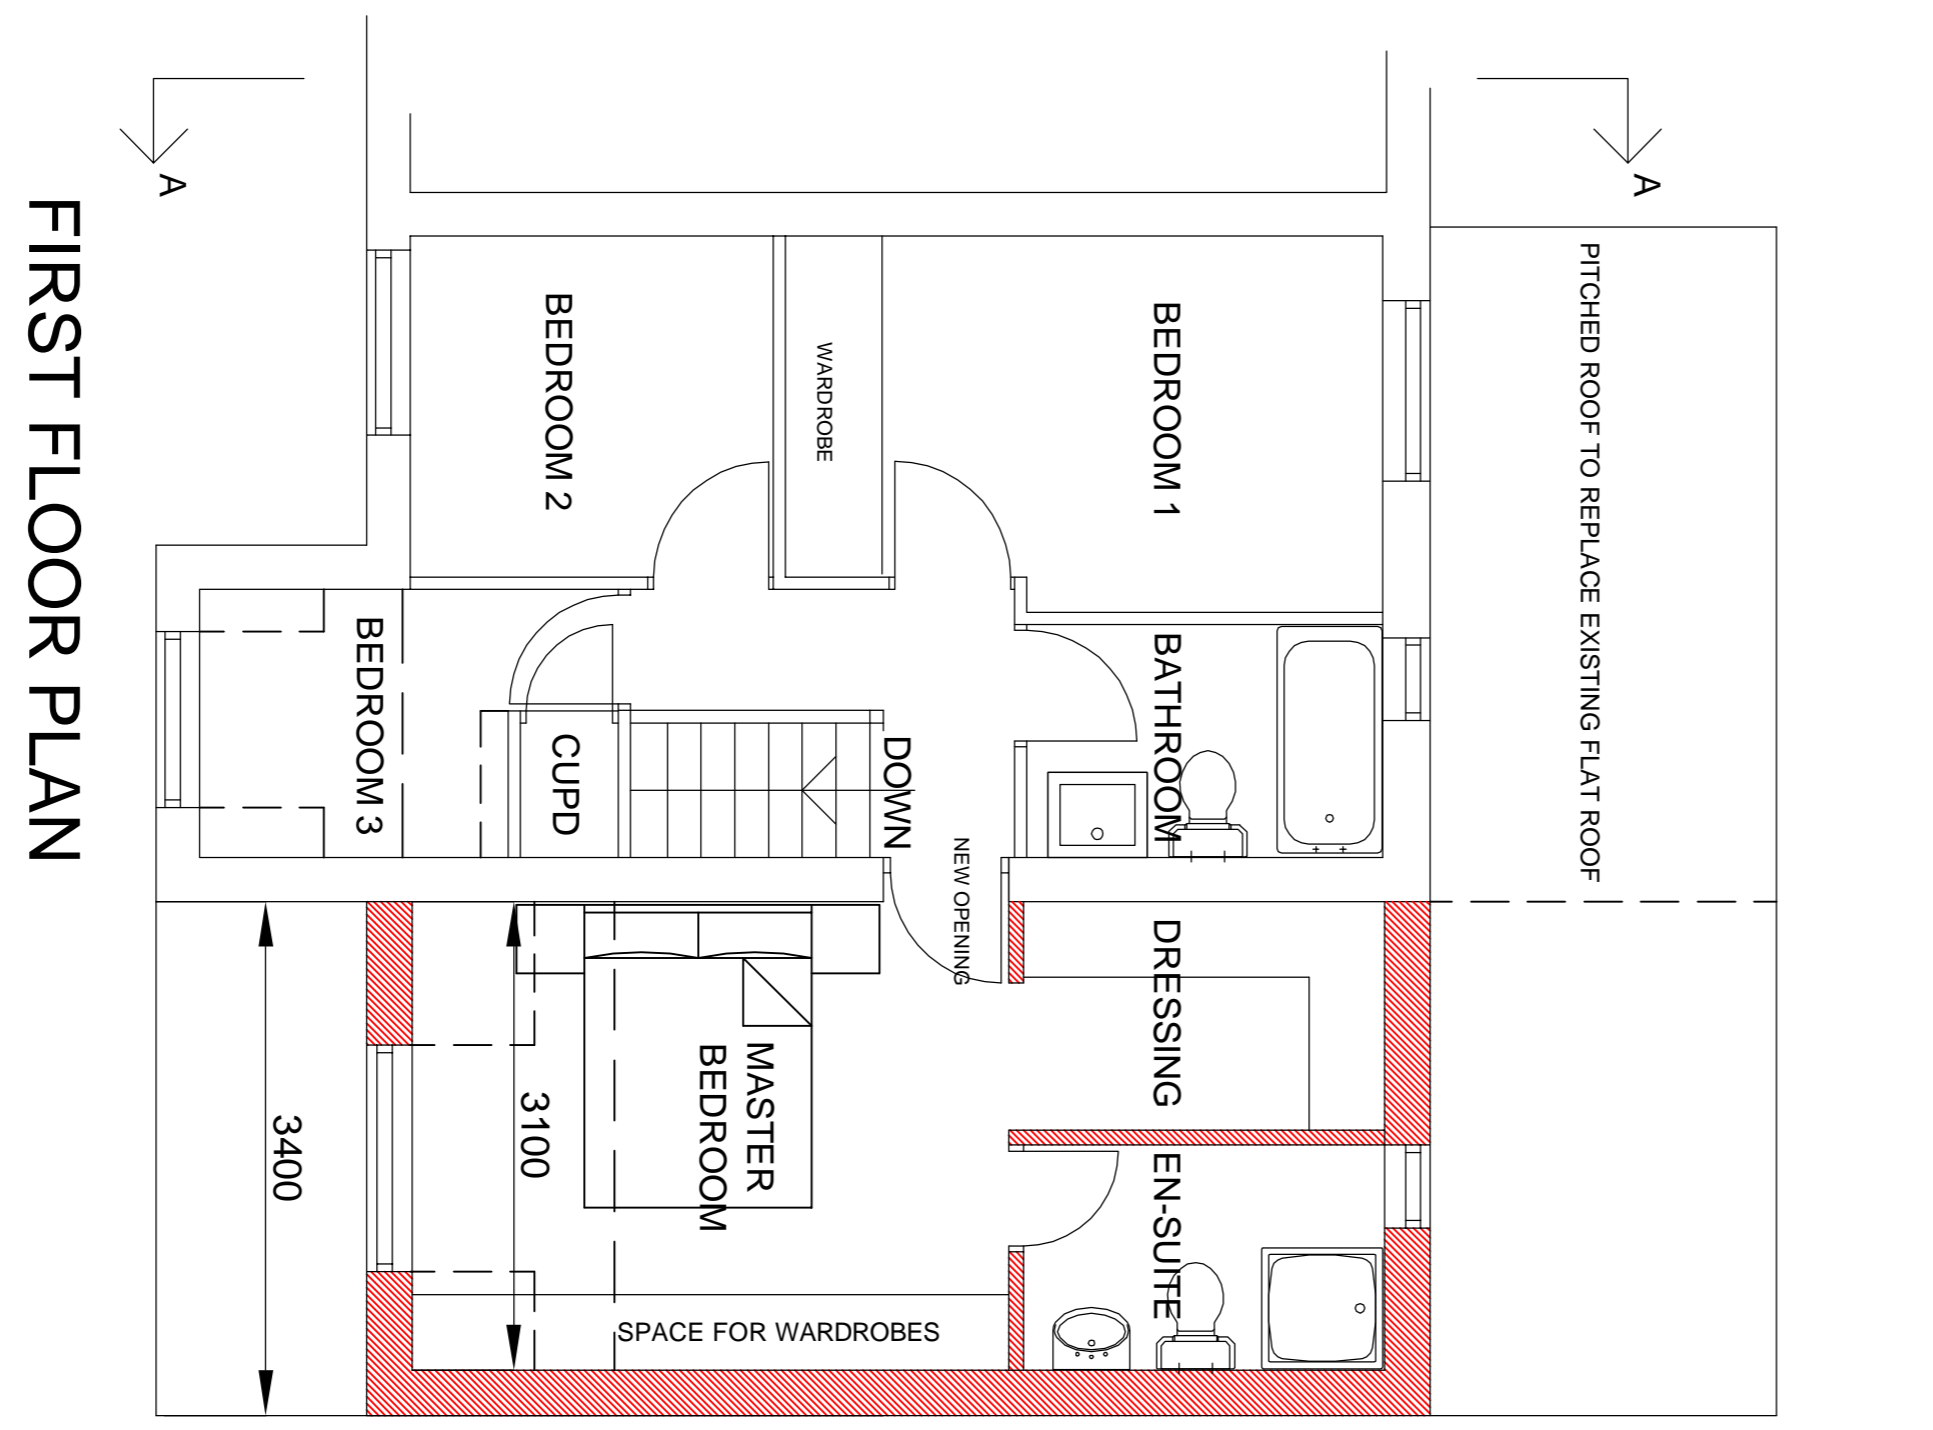 FIRST FLOOR PLAN
A
A
PITCHED ROOF TO REPLACE EXISTING FLAT ROOF
BEDROOM 1
WARDROBE
BEDROOM 2
BATHROOM
DOWN
CUPD
BEDROOM 3
NEW OPENING
DRESSING
EN-SUITE
MASTER
BEDROOM
3100
3400
SPACE FOR WARDROBES